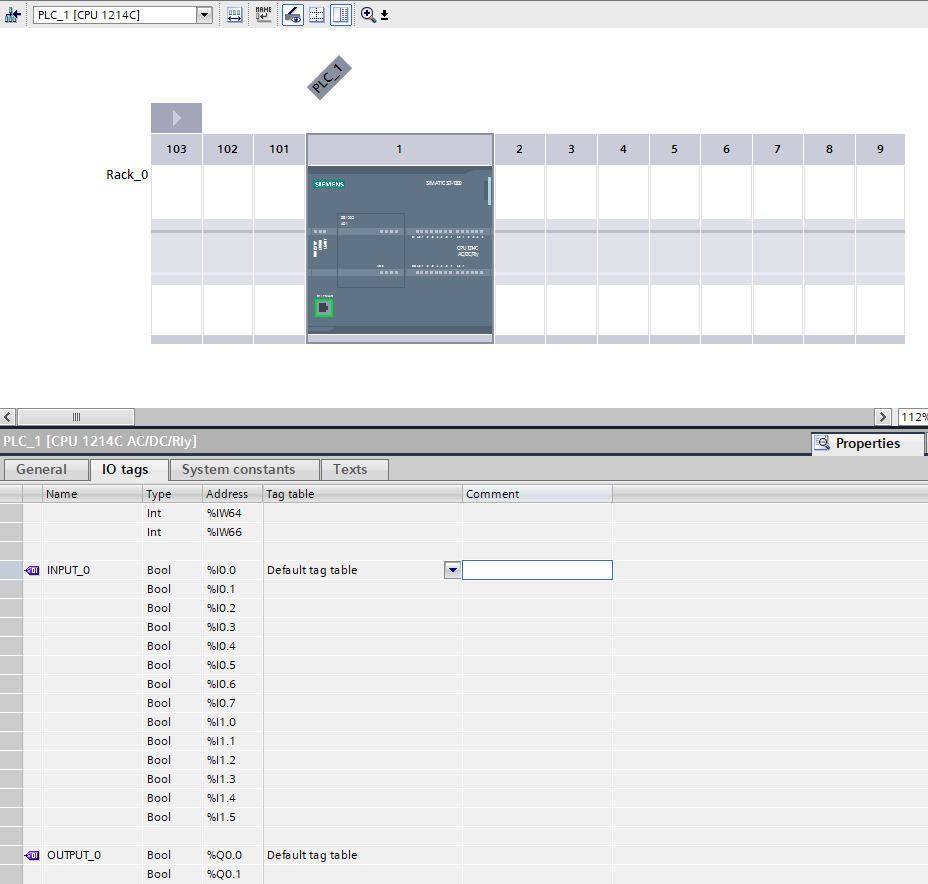 PLC_1 [CPU 1214C]
NAME
PLC_1
103 102 101 1 2 3 4 5 6 7 8 9
Rack_0
SIEMENS SIMATIC S7-1200
CPU 1214C
AC/DC/Rly
112%
PLC_1 [CPU 1214C AC/DC/Rly]
Properties
General IO tags System constants Texts
Name Type Address Tag table Comment
Int %IW64
Int %IW66
INPUT_0 Bool %I0.0 Default tag table
Bool %I0.1
Bool %I0.2
Bool %I0.3
Bool %I0.4
Bool %I0.5
Bool %I0.6
Bool %I0.7
Bool %I1.0
Bool %I1.1
Bool %I1.2
Bool %I1.3
Bool %I1.4
Bool %I1.5
OUTPUT_0 Bool %Q0.0 Default tag table
Bool %Q0.1